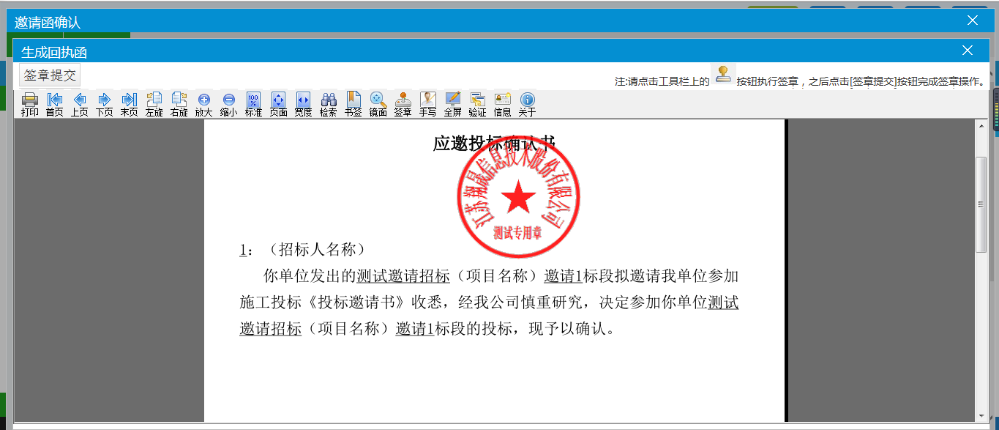 邀请函确认
生成回执函
签章提交
注:请点击工具栏上的 按钮执行签章，之后点击[签章提交]按钮完成签章操作。
打印 首页 上页 下页 末页 左旋 右旋 放大 缩小 标准 页面 宽度 检索 书签 镜面 签章 手写 全屏 验证 信息 关于
应邀投标确认书
江苏翔晟信息技术股份有限公司
测试专用章
1：（招标人名称）
你单位发出的测试邀请招标（项目名称）邀请1标段拟邀请我单位参加
施工投标《投标邀请书》收悉，经我公司慎重研究，决定参加你单位测试
邀请招标（项目名称）邀请1标段的投标，现予以确认。